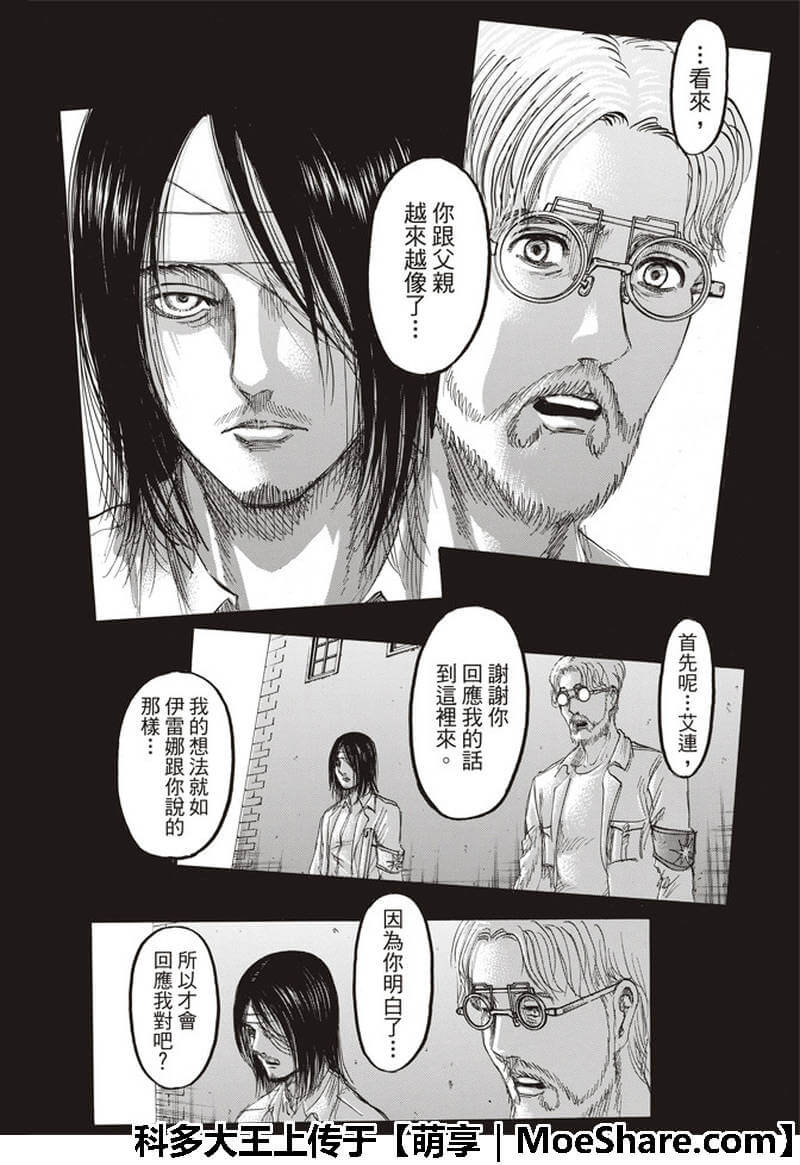 …看來，
你跟父親
越來越像了…
首先呢…艾連，
謝謝你
回應我的話
到這裡來。
我的想法就如
伊雷娜跟你說的
那樣…
因為你明白了…
所以才會
回應我對吧？
科多大王上传于【萌享 | MoeShare.com】